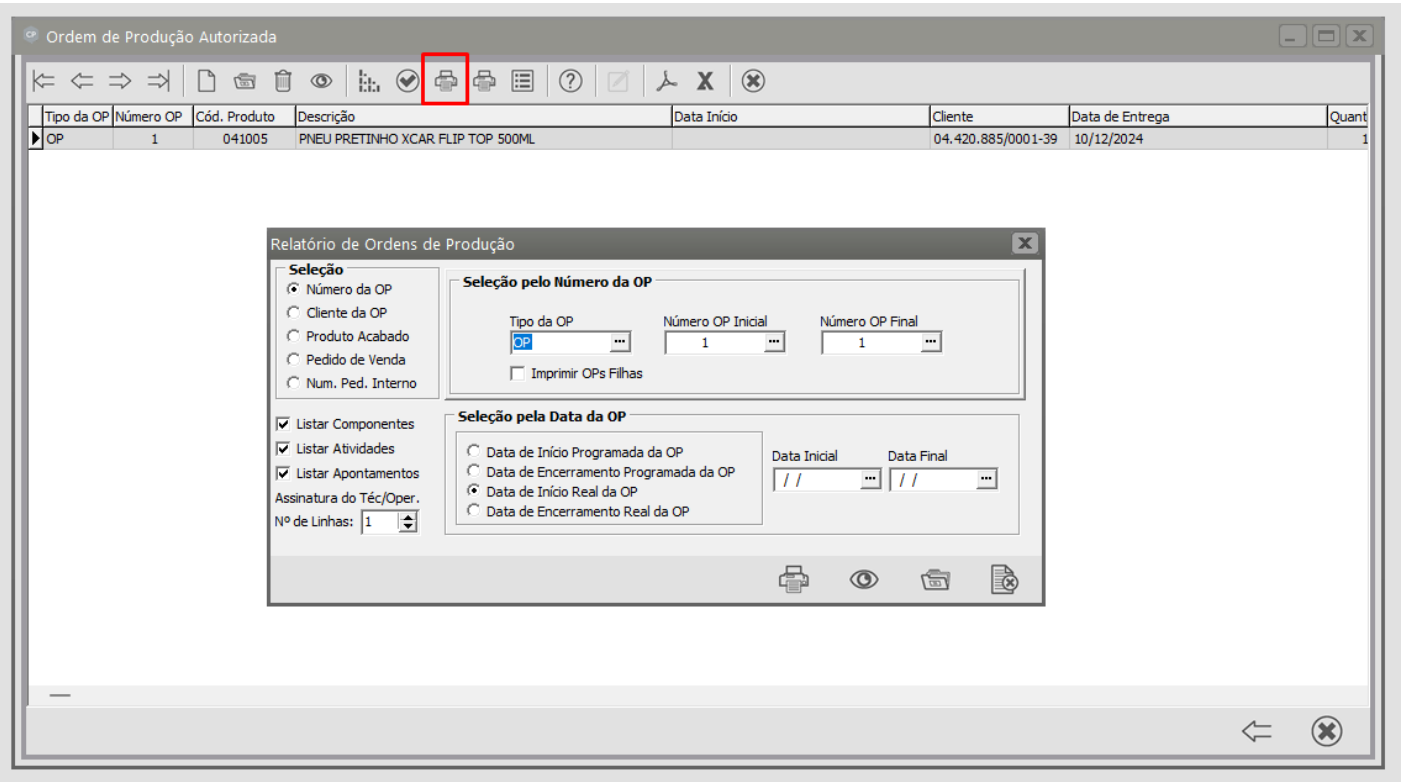 CP Ordem de Produção Autorizada
Tipo da OP Número OP Cód. Produto Descrição Data Início Cliente Data de Entrega Quant
OP 1 041005 PNEU PRETINHO XCAR FLIP TOP 500ML 04.420.885/0001-39 10/12/2024 1
Relatório de Ordens de Produção
Seleção
Número da OP
Cliente da OP
Produto Acabado
Pedido de Venda
Num. Ped. Interno
Seleção pelo Número da OP
Tipo da OP Número OP Inicial Número OP Final
OP ... 1 ... 1 ...
Imprimir OPs Filhas
Listar Componentes
Listar Atividades
Listar Apontamentos
Assinatura do Téc/Oper.
Nº de Linhas: 1
Seleção pela Data da OP
Data de Início Programada da OP
Data de Encerramento Programada da OP
Data de Início Real da OP
Data de Encerramento Real da OP
Data Inicial Data Final
/ / ... / / ...